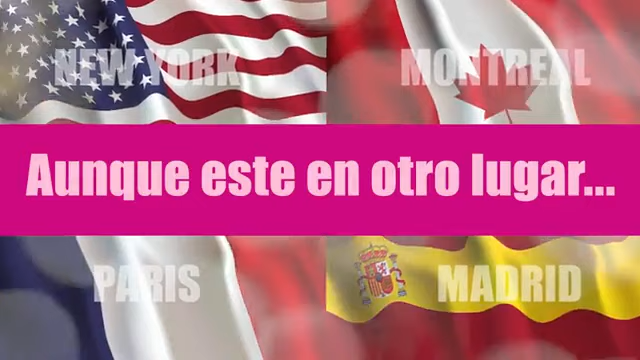 NEW YORK
MONTREAL
Aunque este en otro lugar...
PARIS
MADRID